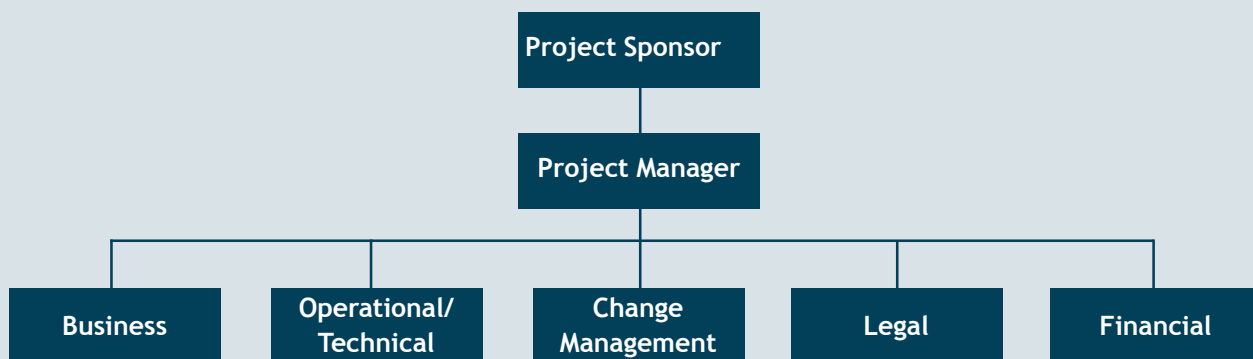 Project Sponsor
Project Manager
Business
Operational/
Technical
Change
Management
Legal
Financial